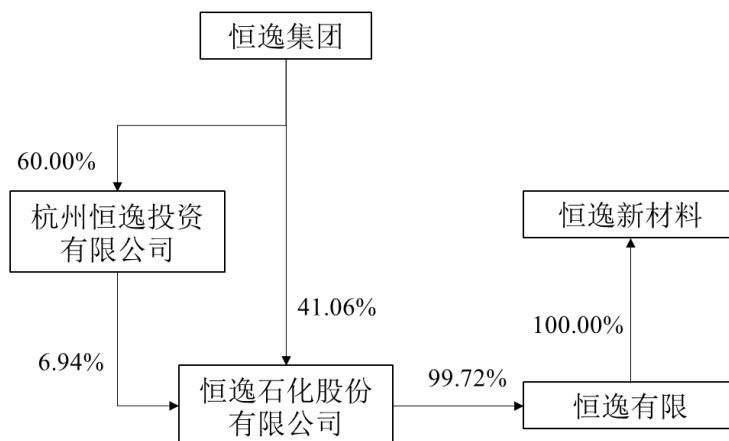 恒逸集团
60.00%
杭州恒逸投资
有限公司
恒逸新材料
41.06%
100.00%
6.94%
恒逸石化股份
有限公司
99.72%
恒逸有限